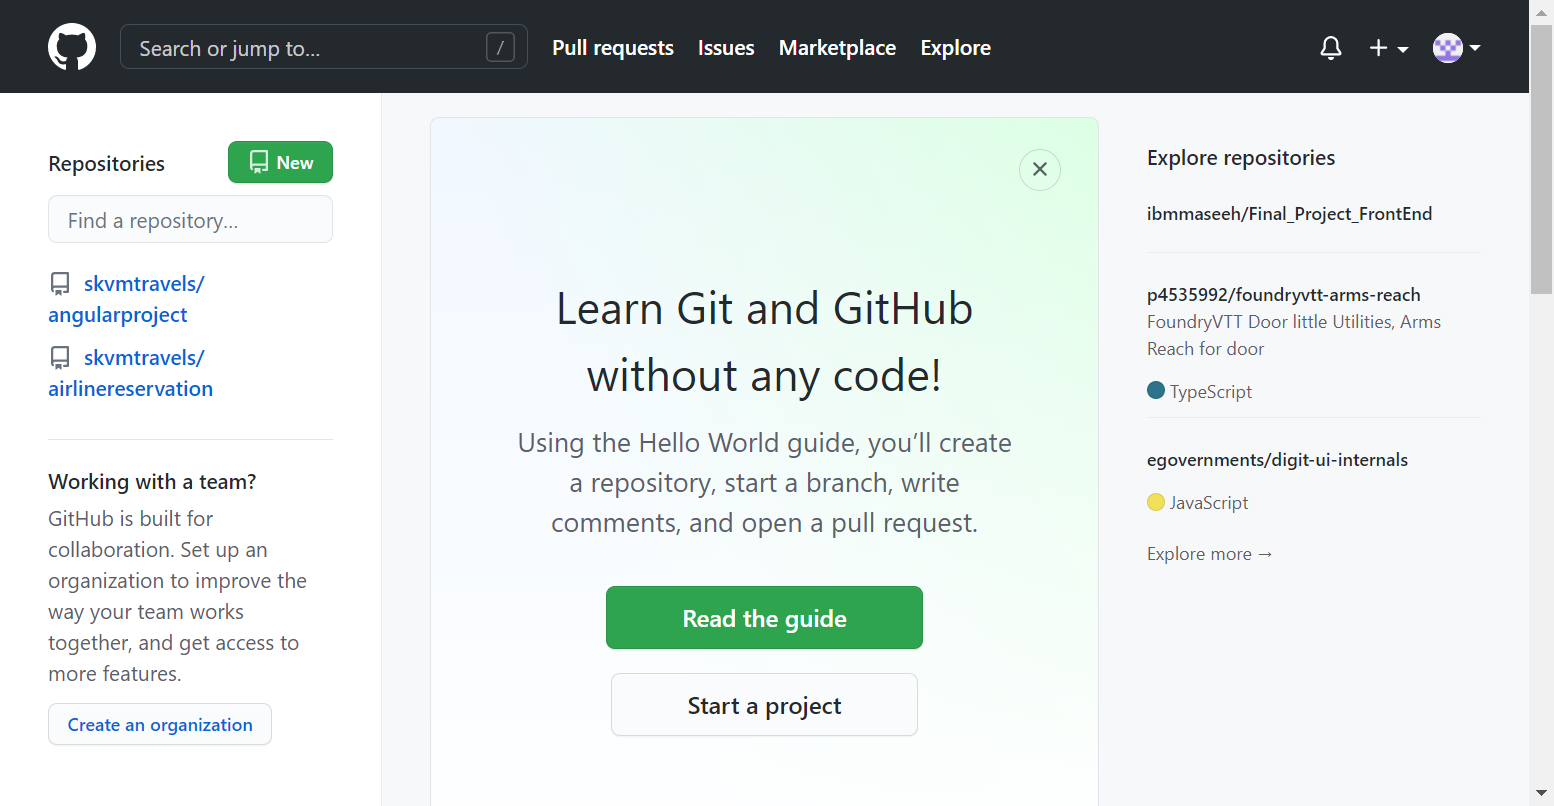 Search or jump to...
/
Pull requests
Issues
Marketplace
Explore
Repositories
New
Find a repository...
skvmtravels/
angularproject
skvmtravels/
airlinereservation
Working with a team?
GitHub is built for
collaboration. Set up an
organization to improve the
way your team works
together, and get access to
more features.
Create an organization
Learn Git and GitHub
without any code!
Using the Hello World guide, you’ll create
a repository, start a branch, write
comments, and open a pull request.
Read the guide
Start a project
Explore repositories
ibmmaseeh/Final_Project_FrontEnd
p4535992/foundryvtt-arms-reach
FoundryVTT Door little Utilities, Arms
Reach for door
TypeScript
egovernments/digit-ui-internals
JavaScript
Explore more →